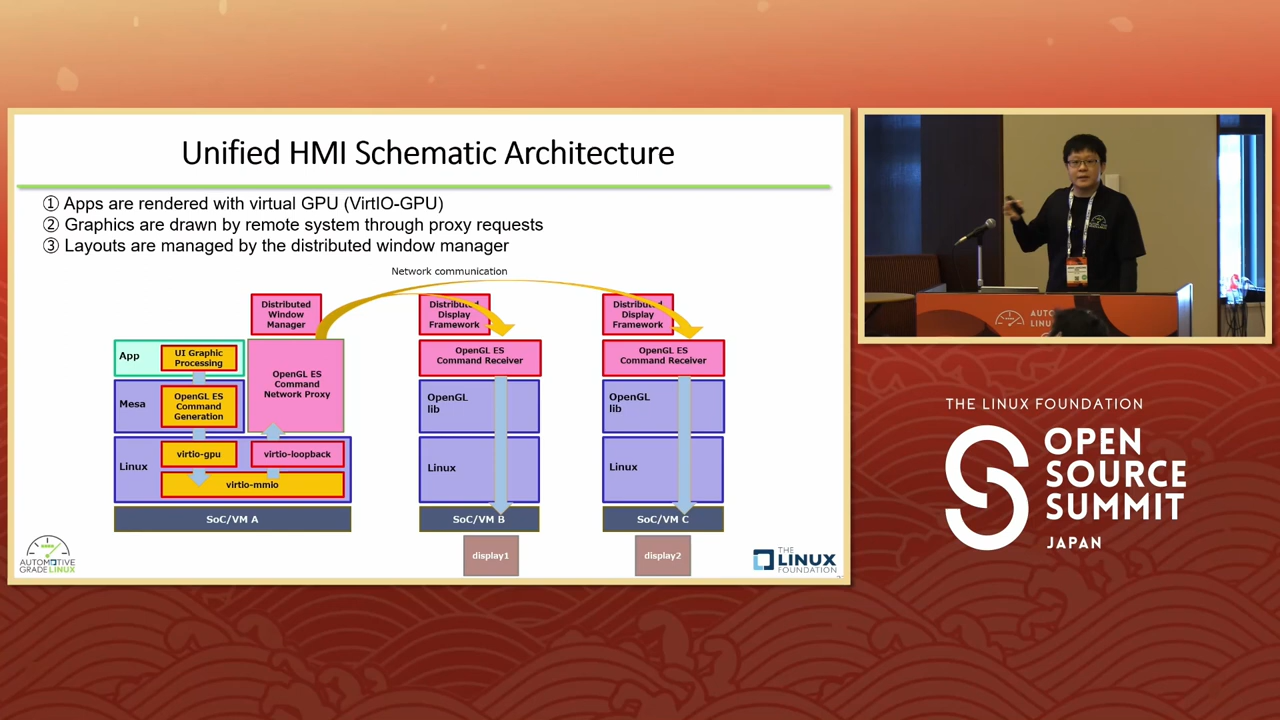 Unified HMI Schematic Architecture
① Apps are rendered with virtual GPU (VirtIO-GPU)
② Graphics are drawn by remote system through proxy requests
③ Layouts are managed by the distributed window manager
Network communication
Distributed
Window
Manager
Distributed
Display
Framework
Distributed
Display
Framework
App
UI Graphic
Processing
OpenGL ES
Command
Network Proxy
OpenGL ES
Command Receiver
OpenGL ES
Command Receiver
Mesa
OpenGL ES
Command
Generation
OpenGL
lib
OpenGL
lib
Linux
virtio-gpu
virtio-loopback
virtio-mmio
Linux
Linux
SoC/VM A
SoC/VM B
SoC/VM C
display1
display2
AUTOMOTIVE
GRADE LINUX
THE
LINUX
FOUNDATION
AUTO
LINU
THE LINUX FOUNDATION
OPEN
SOURCE
SUMMIT
JAPAN